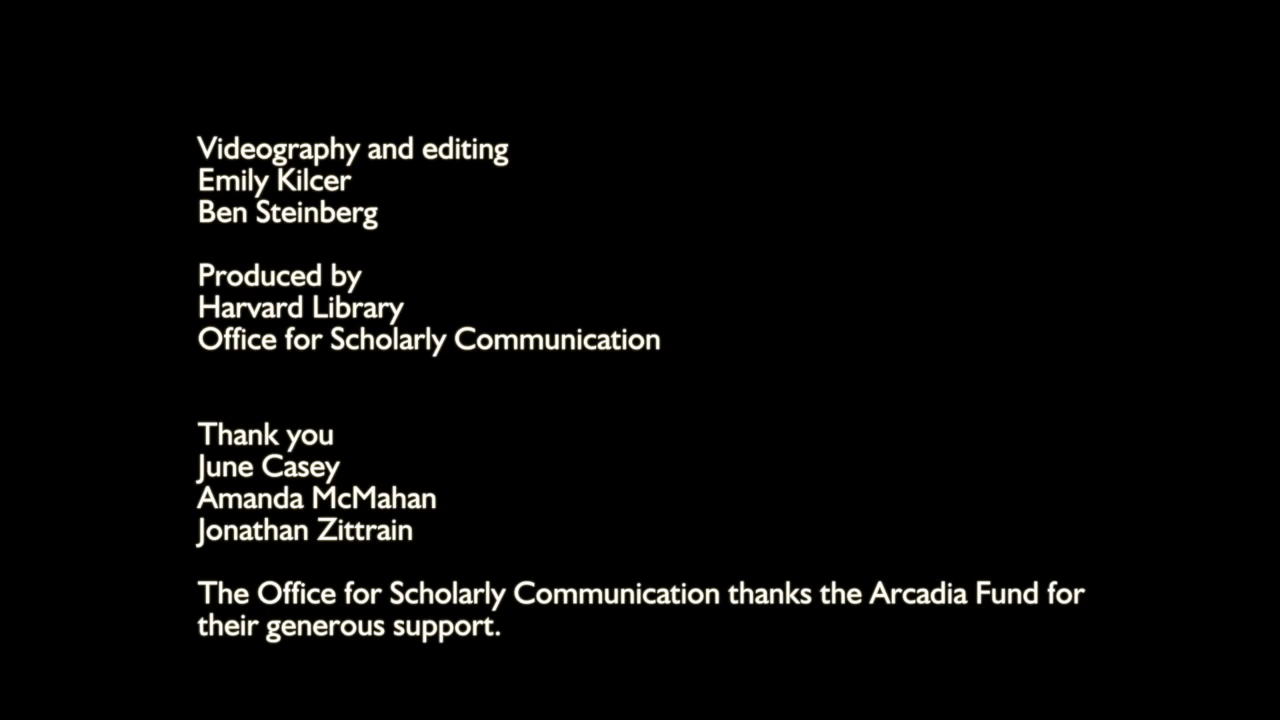 Videography and editing
Emily Kilcer
Ben Steinberg
Produced by
Harvard Library
Office for Scholarly Communication
Thank you
June Casey
Amanda McMahan
Jonathan Zittrain
The Office for Scholarly Communication thanks the Arcadia Fund for
their generous support.